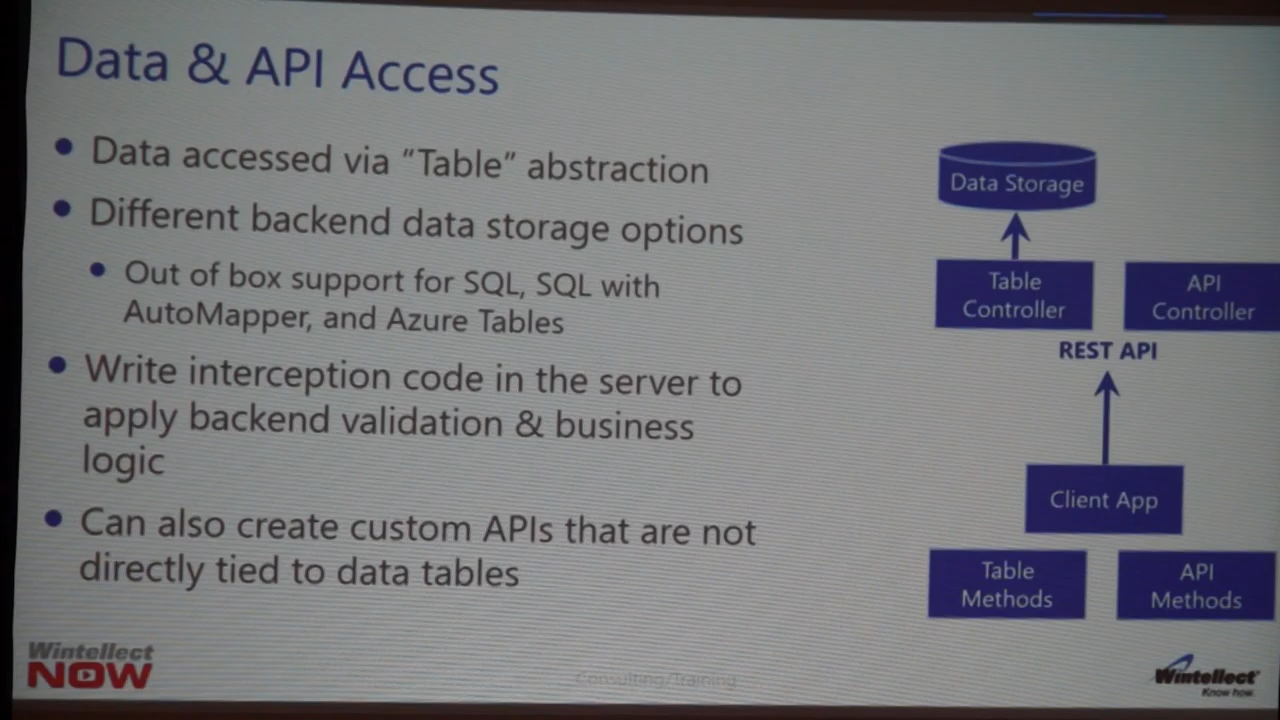 Data & API Access
• Data accessed via “Table” abstraction
• Different backend data storage options
• Out of box support for SQL, SQL with
AutoMapper, and Azure Tables
• Write interception code in the server to
apply backend validation & business
logic
• Can also create custom APIs that are not
directly tied to data tables
Data Storage
Table
Controller
API
Controller
REST API
Client App
Table
Methods
API
Methods
Wintellect
NOW
Consulting/Training
Wintellect
Know how.